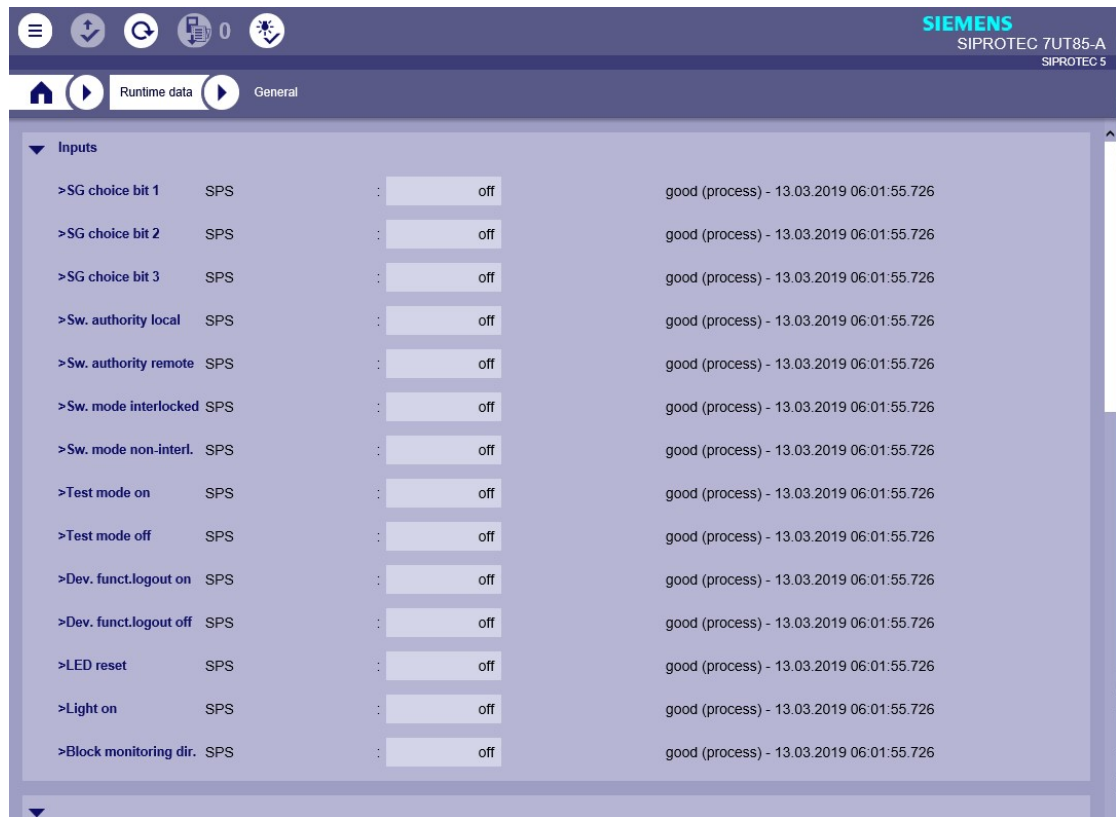 0
SIEMENS
SIPROTEC 7UT85-A
SIPROTEC 5
Runtime data General
Inputs
>SG choice bit 1 SPS : off good (process) - 13.03.2019 06:01:55.726
>SG choice bit 2 SPS : off good (process) - 13.03.2019 06:01:55.726
>SG choice bit 3 SPS : off good (process) - 13.03.2019 06:01:55.726
>Sw. authority local SPS : off good (process) - 13.03.2019 06:01:55.726
>Sw. authority remote SPS : off good (process) - 13.03.2019 06:01:55.726
>Sw. mode interlocked SPS : off good (process) - 13.03.2019 06:01:55.726
>Sw. mode non-interl. SPS : off good (process) - 13.03.2019 06:01:55.726
>Test mode on SPS : off good (process) - 13.03.2019 06:01:55.726
>Test mode off SPS : off good (process) - 13.03.2019 06:01:55.726
>Dev. funct.logout on SPS : off good (process) - 13.03.2019 06:01:55.726
>Dev. funct.logout off SPS : off good (process) - 13.03.2019 06:01:55.726
>LED reset SPS : off good (process) - 13.03.2019 06:01:55.726
>Light on SPS : off good (process) - 13.03.2019 06:01:55.726
>Block monitoring dir. SPS : off good (process) - 13.03.2019 06:01:55.726